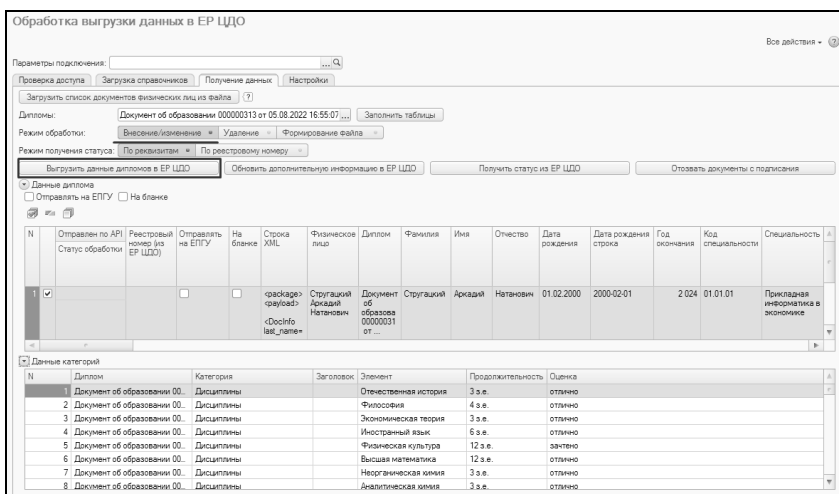 Обработка выгрузки данных в ЕР ЦДО
Все действия
Параметры подключения:
Проверка доступа Загрузка справочников Получение данных Настройки
Загрузить список документов физических лиц из файла ?
Дипломы: Документ об образовании 000000313 от 05.08.2022 16:55:07 ... Заполнить таблицы
Режим обработки: Внесение/изменение Удаление Формирование файла
Режим получения статуса: По реквизитам По реестровому номеру
Выгрузить данные дипломов в ЕР ЦДО Обновить дополнительную информацию в ЕР ЦДО Получить статус из ЕР ЦДО Отозвать документы с подписания
Данные диплома
Отправлять на ЕПГУ На бланке
N Отправлен по API Реестровый номер (из ЕР ЦДО) Отправлять на ЕПГУ На бланке Строка XML Физическое лицо Диплом Фамилия Имя Отчество Дата рождения Дата рождения строка Год окончания Код специальности Специальность
Статус обработки
1 <package> <payload> <DocInfo last_name= Стругацкий Аркадий Натанович Документ об образова 00000031 от ... Стругацкий Аркадий Натанович 01.02.2000 2000-02-01 2 024 01.01.01 Прикладная информатика в экономике
Данные категорий
N Диплом Категория Заголовок Элемент Продолжительность Оценка
1 Документ об образовании 00... Дисциплины Отечественная история 3 з.е. отлично
2 Документ об образовании 00... Дисциплины Философия 4 з.е. отлично
3 Документ об образовании 00... Дисциплины Экономическая теория 3 з.е. отлично
4 Документ об образовании 00... Дисциплины Иностранный язык 6 з.е. отлично
5 Документ об образовании 00... Дисциплины Физическая культура 12 з.е. зачтено
6 Документ об образовании 00... Дисциплины Высшая математика 12 з.е. отлично
7 Документ об образовании 00... Дисциплины Неорганическая химия 3 з.е. отлично
8 Документ об образовании 00... Дисциплины Аналитическая химия 3 з.е. отлично